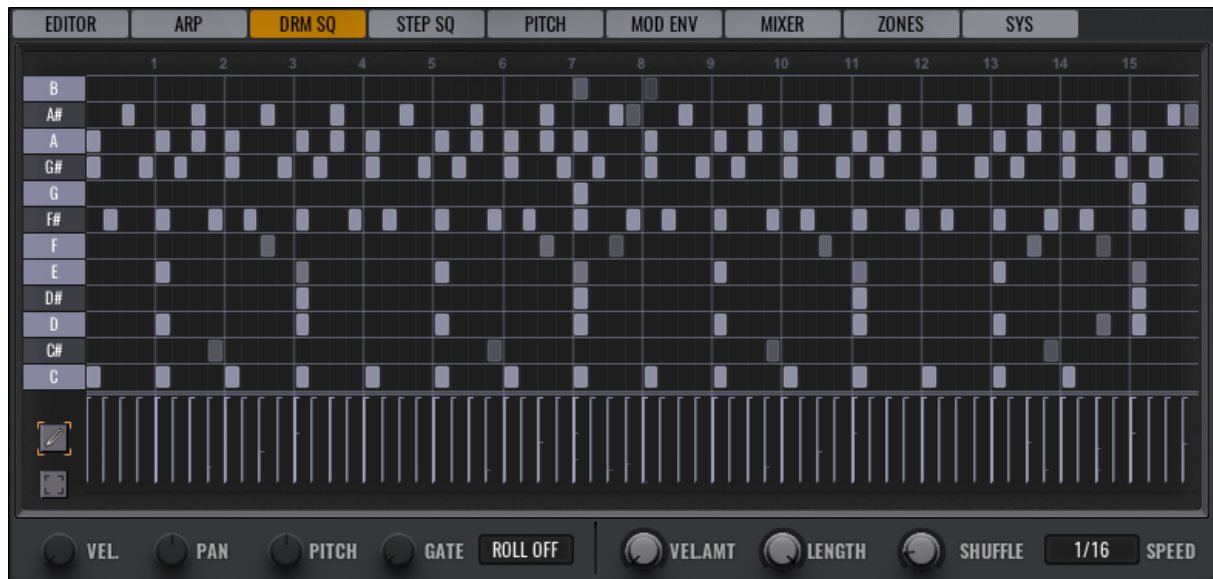 EDITOR ARP DRM SQ STEP SQ PITCH MOD ENV MIXER ZONES SYS
1 2 3 4 5 6 7 8 9 10 11 12 13 14 15
B
A#
A
G#
G
F#
F
E
D#
D
C#
C
VEL. PAN PITCH GATE ROLL OFF VEL.AMT LENGTH SHUFFLE 1/16 SPEED